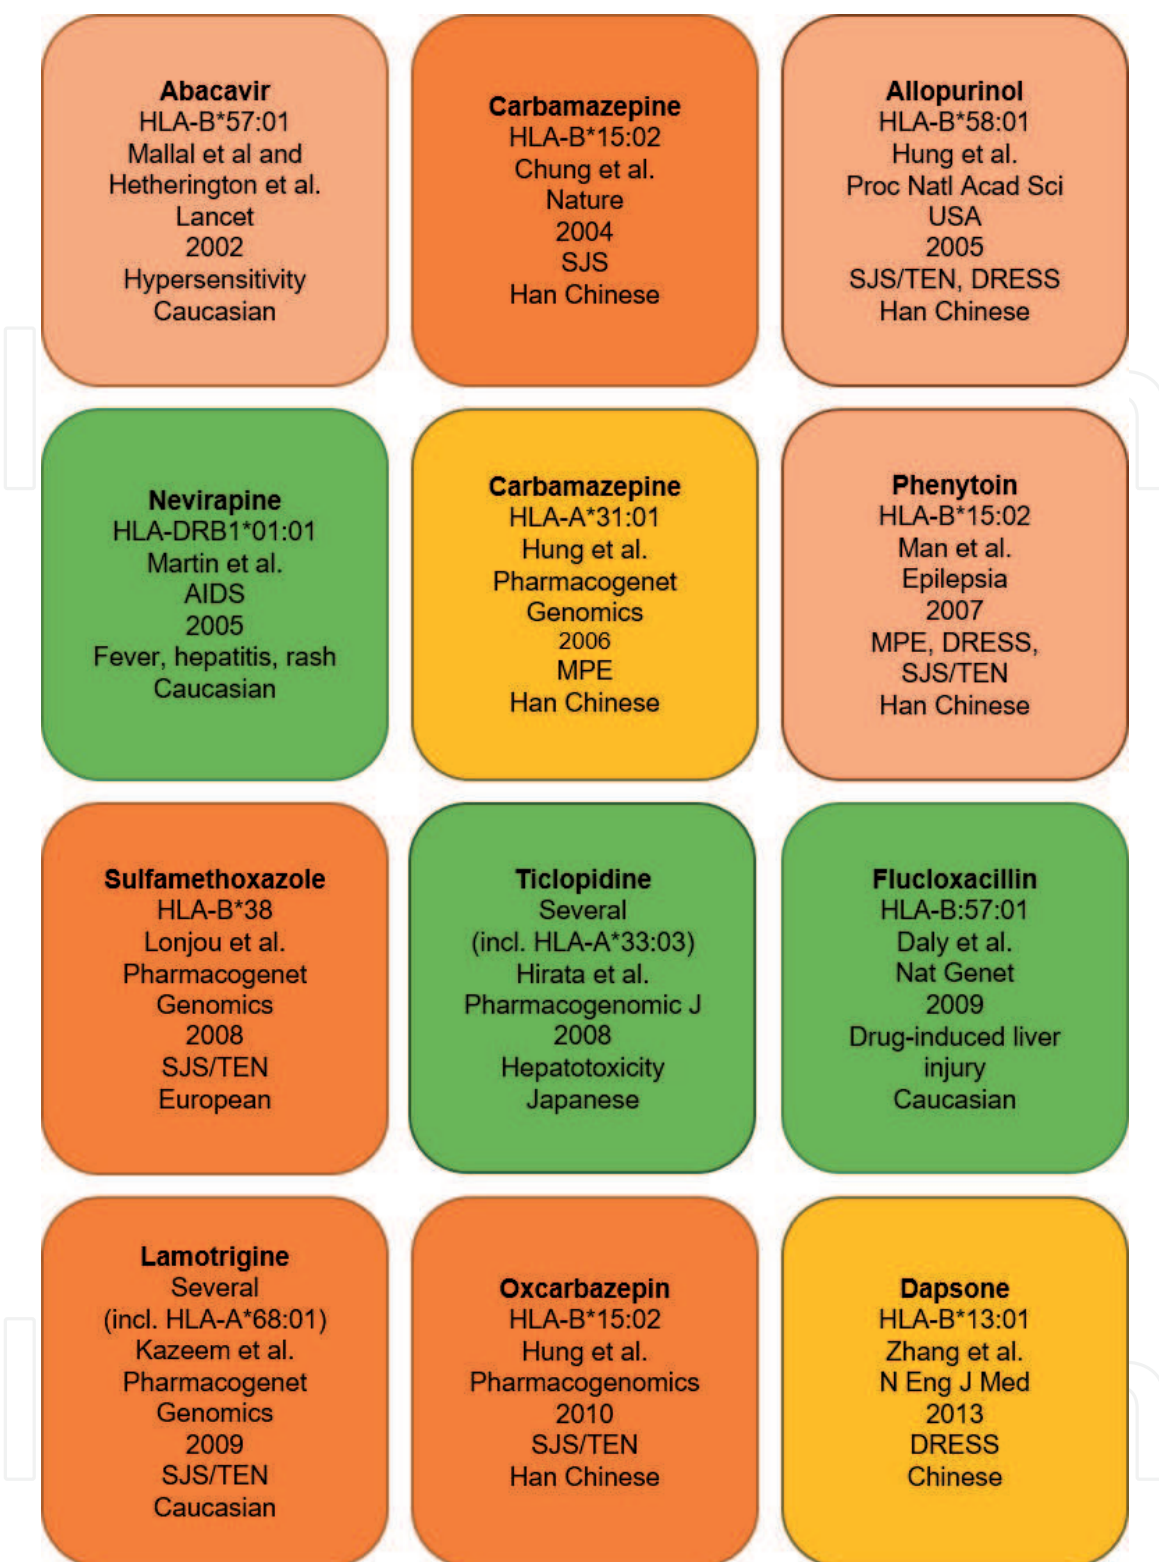 Abacavir
HLA-B*57:01
Mallal et al and
Hetherington et al.
Lancet
2002
Hypersensitivity
Caucasian
Carbamazepine
HLA-B*15:02
Chung et al.
Nature
2004
SJS
Han Chinese
Allopurinol
HLA-B*58:01
Hung et al.
Proc Natl Acad Sci
USA
2005
SJS/TEN, DRESS
Han Chinese
Nevirapine
HLA-DRB1*01:01
Martin et al.
AIDS
2005
Fever, hepatitis, rash
Caucasian
Carbamazepine
HLA-A*31:01
Hung et al.
Pharmacogenet
Genomics
2006
MPE
Han Chinese
Phenytoin
HLA-B*15:02
Man et al.
Epilepsia
2007
MPE, DRESS,
SJS/TEN
Han Chinese
Sulfamethoxazole
HLA-B*38
Lonjou et al.
Pharmacogenet
Genomics
2008
SJS/TEN
European
Ticlopidine
Several
(incl. HLA-A*33:03)
Hirata et al.
Pharmacogenomic J
2008
Hepatotoxicity
Japanese
Flucloxacillin
HLA-B:57:01
Daly et al.
Nat Genet
2009
Drug-induced liver
injury
Caucasian
Lamotrigine
Several
(incl. HLA-A*68:01)
Kazeem et al.
Pharmacogenet
Genomics
2009
SJS/TEN
Caucasian
Oxcarbazepin
HLA-B*15:02
Hung et al.
Pharmacogenomics
2010
SJS/TEN
Han Chinese
Dapsone
HLA-B*13:01
Zhang et al.
N Eng J Med
2013
DRESS
Chinese